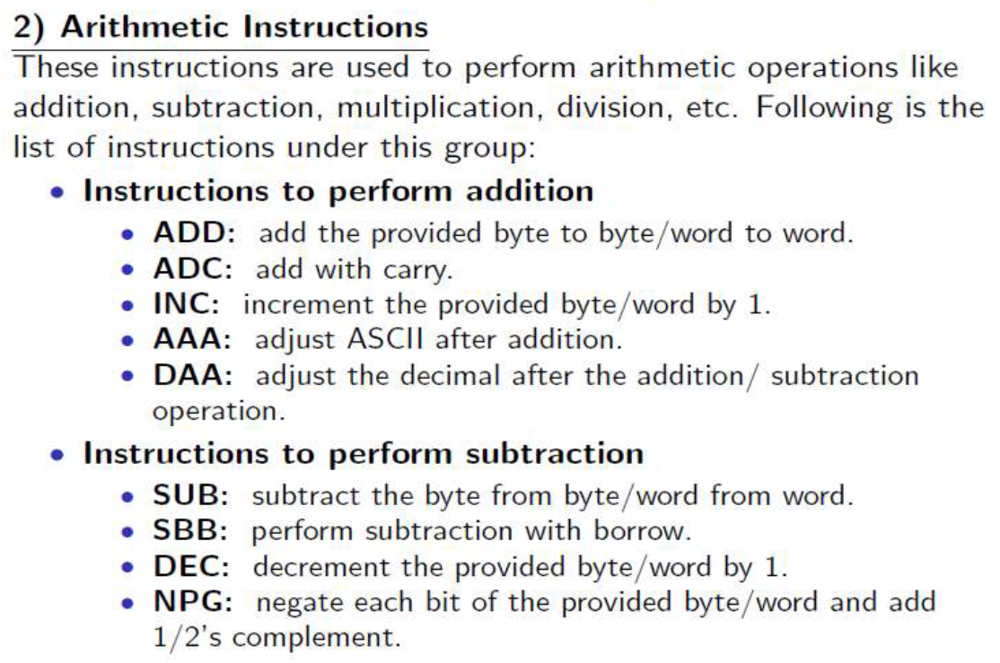 2) Arithmetic Instructions
These instructions are used to perform arithmetic operations like
addition, subtraction, multiplication, division, etc. Following is the
list of instructions under this group:
• Instructions to perform addition
• ADD: add the provided byte to byte/word to word.
• ADC: add with carry.
• INC: increment the provided byte/word by 1.
• AAA: adjust ASCII after addition.
• DAA: adjust the decimal after the addition/ subtraction
operation.
• Instructions to perform subtraction
• SUB: subtract the byte from byte/word from word.
• SBB: perform subtraction with borrow.
• DEC: decrement the provided byte/word by 1.
• NPG: negate each bit of the provided byte/word and add
1/2's complement.